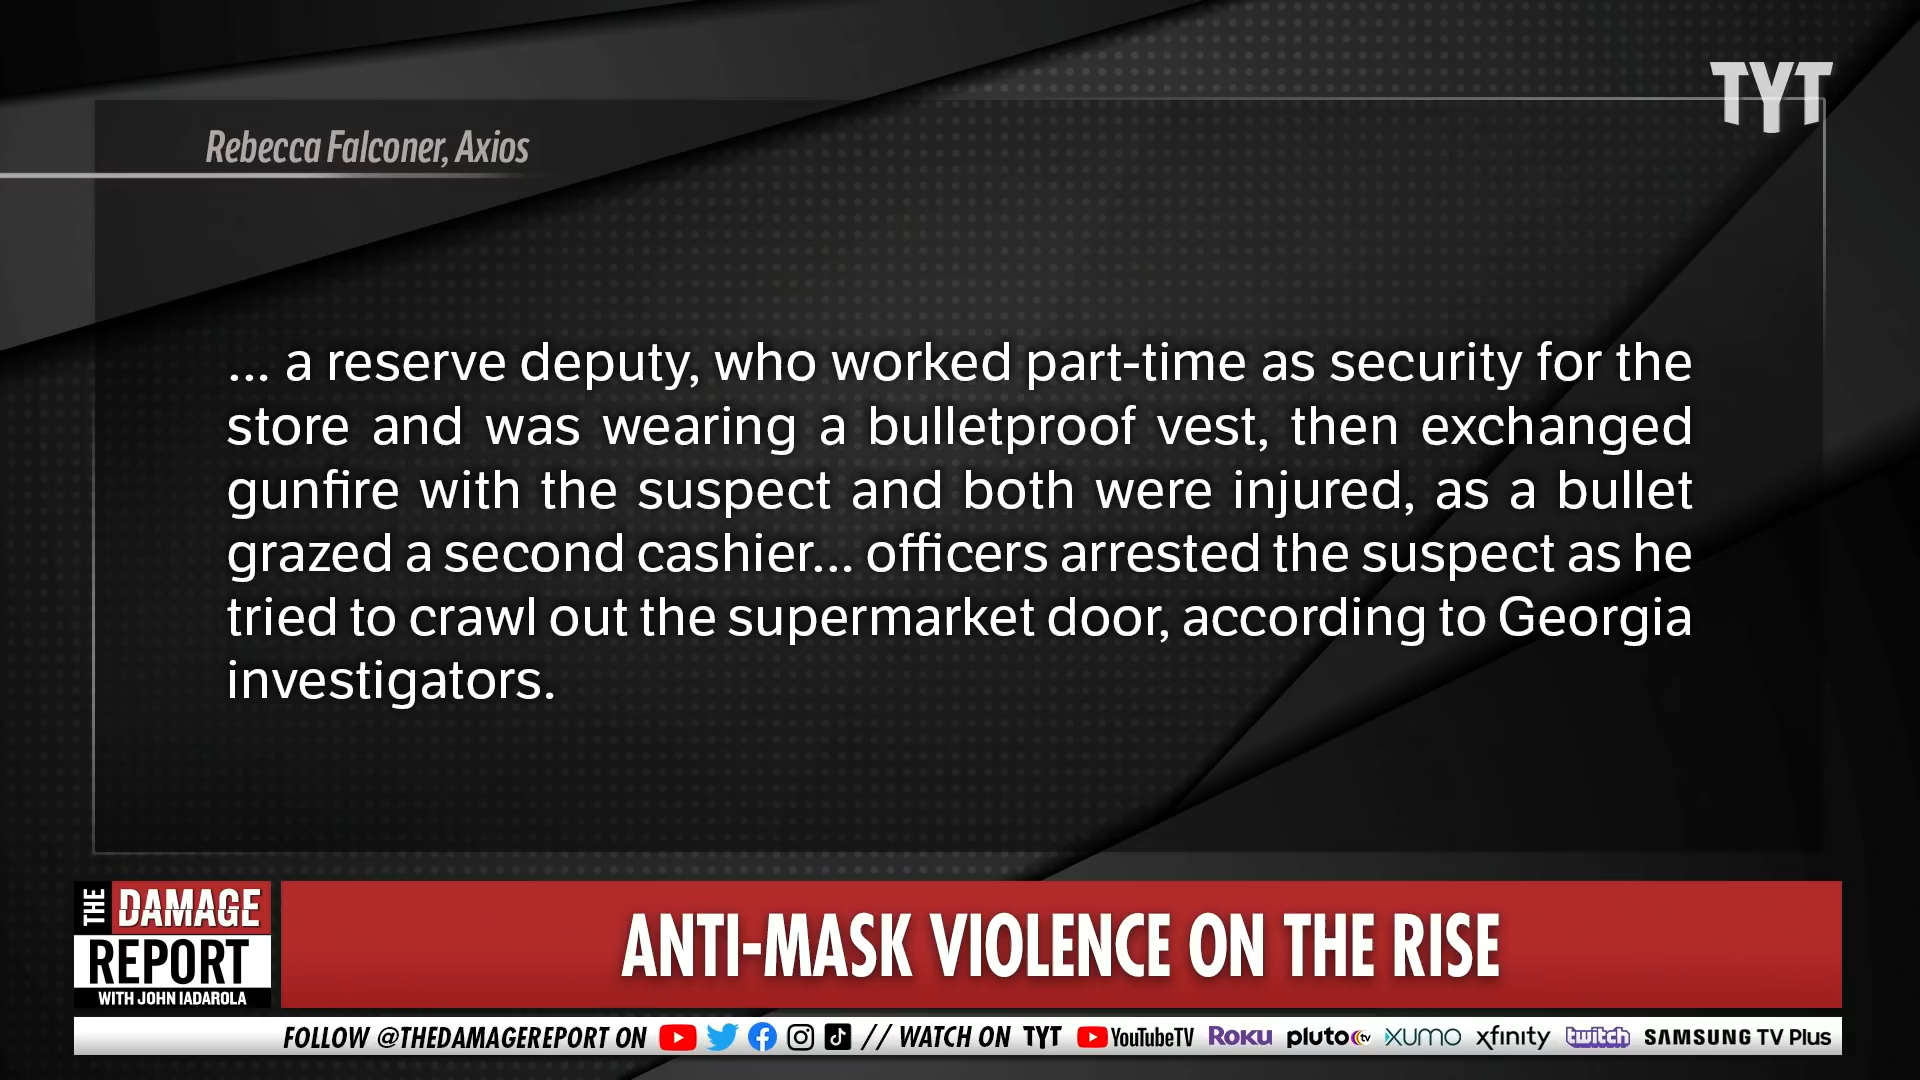 TYT
Rebecca Falconer, Axios
... a reserve deputy, who worked part-time as security for the
store and was wearing a bulletproof vest, then exchanged
gunfire with the suspect and both were injured, as a bullet
grazed a second cashier... officers arrested the suspect as he
tried to crawl out the supermarket door, according to Georgia
investigators.
THE DAMAGE
REPORT
WITH JOHN IADAROLA
ANTI-MASK VIOLENCE ON THE RISE
FOLLOW @THEDAMAGEREPORT ON // WATCH ON TYT YouTubeTV ROKU pluto tv XUMO xfinity twitch SAMSUNG TV Plus